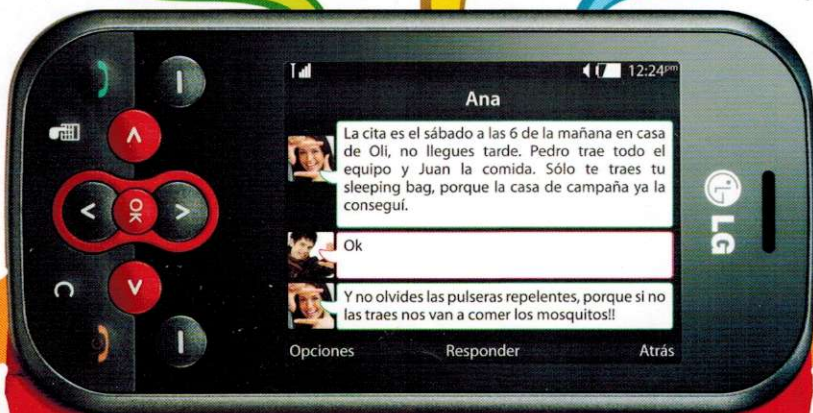 12:24pm
Ana
La cita es el sábado a las 6 de la mañana en casa
de Oli, no llegues tarde. Pedro trae todo el
equipo y Juan la comida. Sólo te traes tu
sleeping bag, porque la casa de campaña ya la
conseguí.
Ok
Y no olvides las pulseras repelentes, porque si no
las traes nos van a comer los mosquitos!!
Opciones Responder Atrás
OK
C
LG